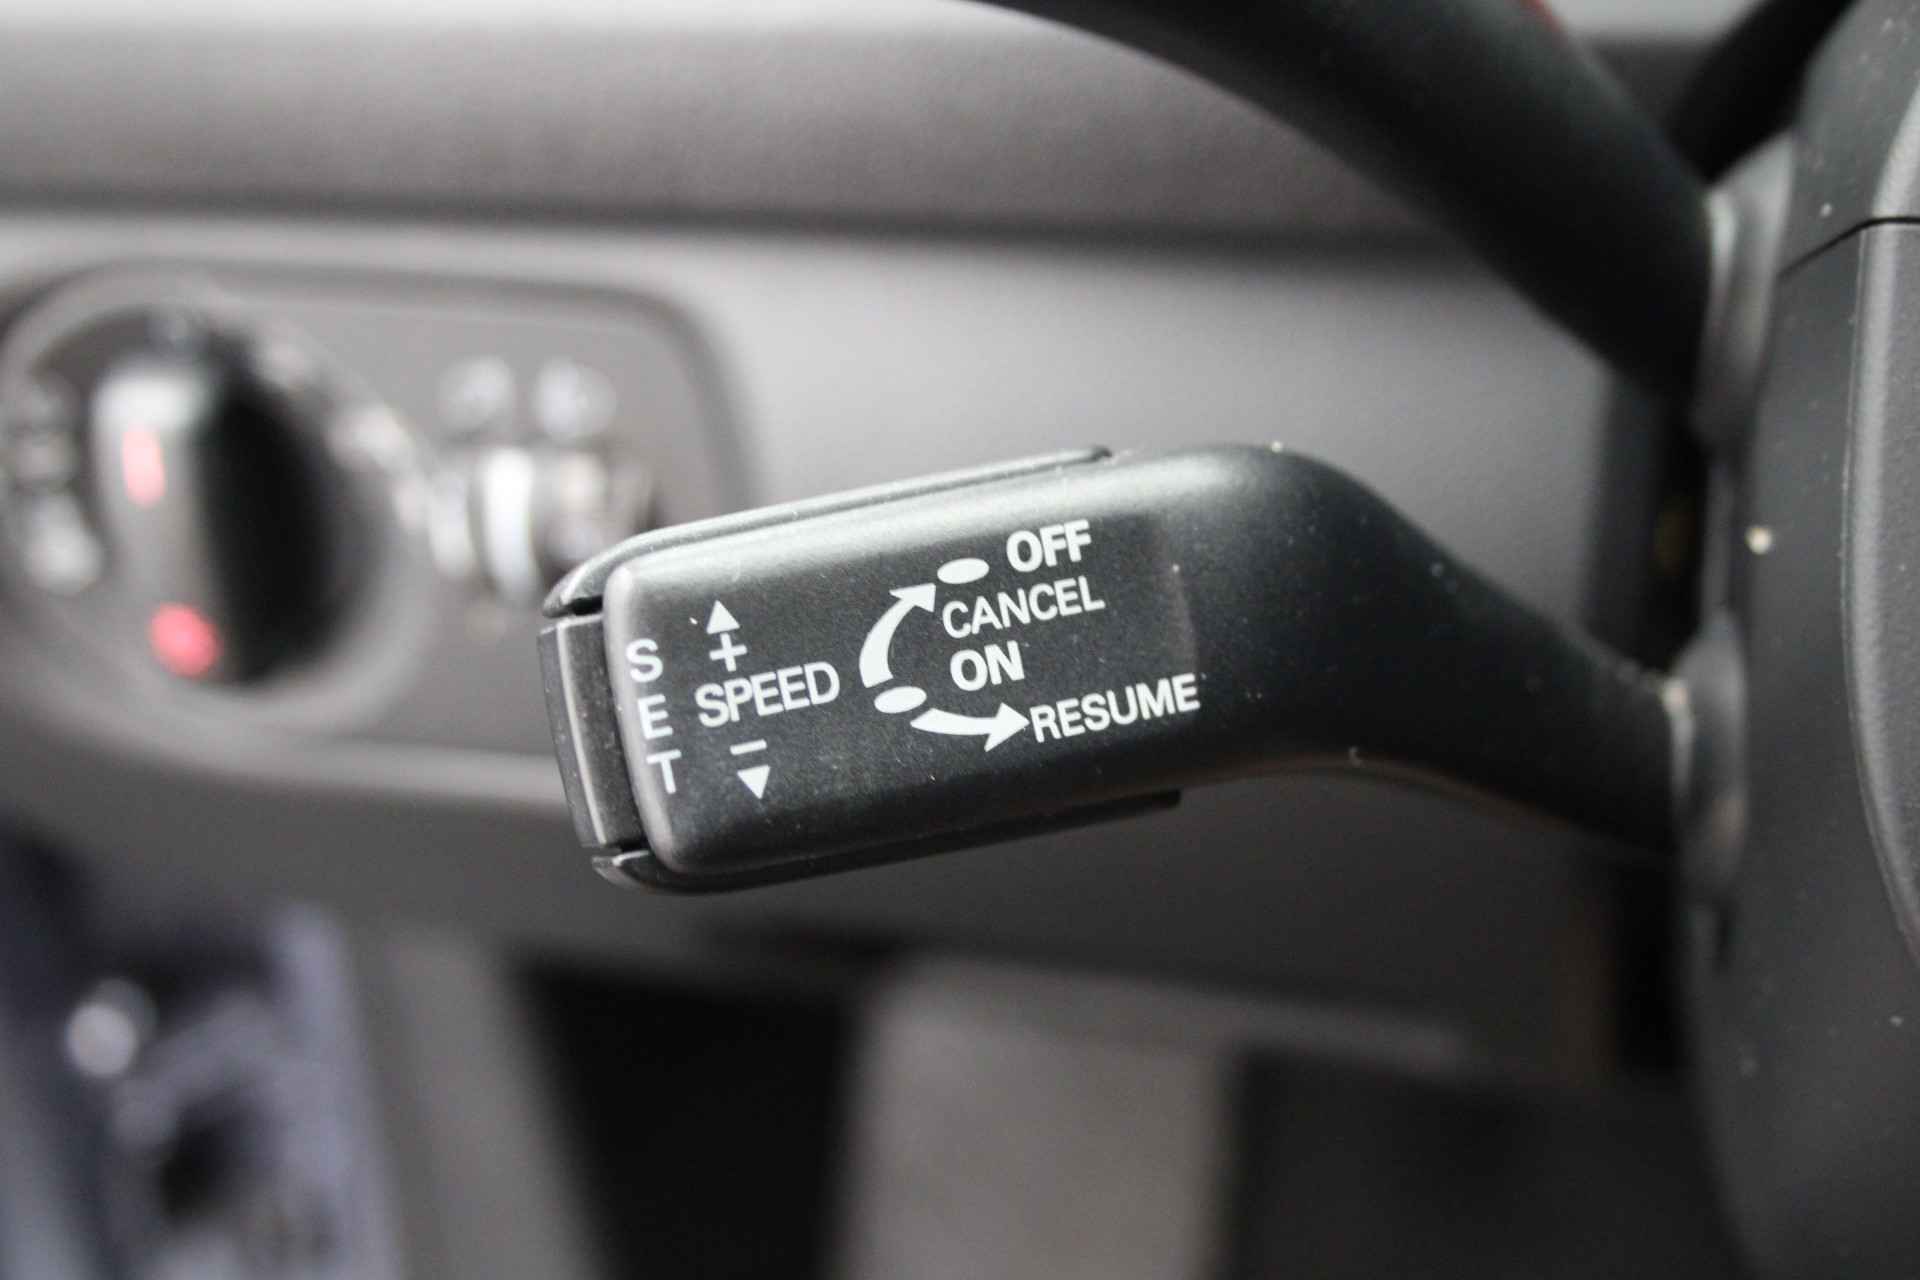 SET
+
SPEED
−
OFF
CANCEL
ON
RESUME